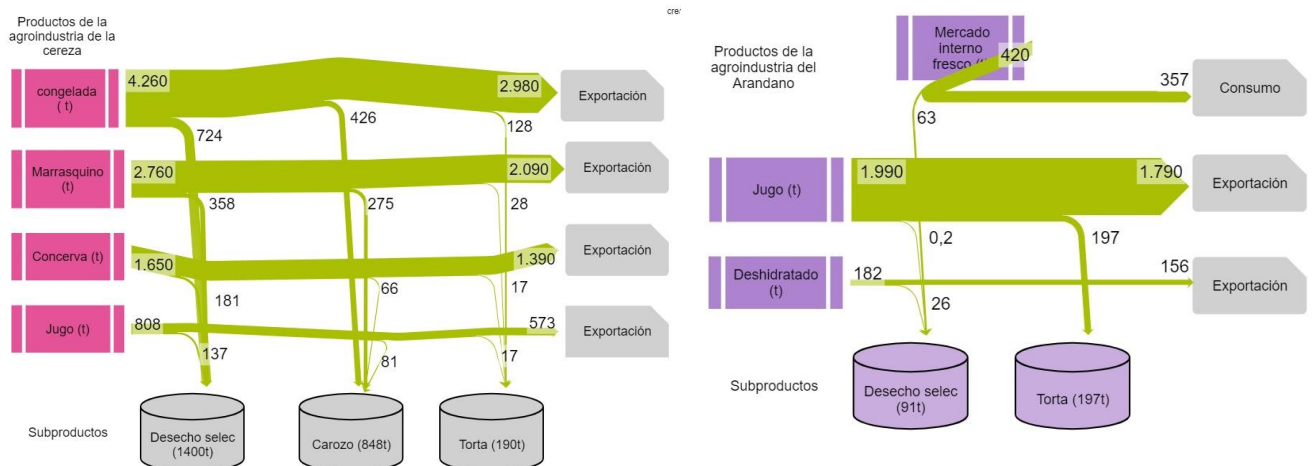 Productos de la
agroindustria de la
cereza
congelada
( t)
4.260
2.980
Exportación
724
426
128
Marrasquino
(t)
2.760
2.090
Exportación
358
275
28
Concerva (t)
1.650
1.390
Exportación
181
66
17
Jugo (t)
808
573
Exportación
137
81
17
Subproductos
Desecho selec
(1400t)
Carozo (848t)
Torta (190t)
Productos de la
agroindustria del
Arandano
Mercado
interno
fresco (
420
357
Consumo
63
Jugo (t)
1.990
1.790
Exportación
0,2
197
Deshidratado
(t)
182
156
Exportación
26
Subproductos
Desecho selec
(91t)
Torta (197t)